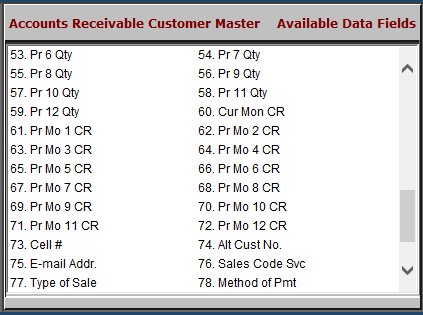 Accounts Receivable Customer Master Available Data Fields
53. Pr 6 Qty 54. Pr 7 Qty
55. Pr 8 Qty 56. Pr 9 Qty
57. Pr 10 Qty 58. Pr 11 Qty
59. Pr 12 Qty 60. Cur Mon CR
61. Pr Mo 1 CR 62. Pr Mo 2 CR
63. Pr Mo 3 CR 64. Pr Mo 4 CR
65. Pr Mo 5 CR 66. Pr Mo 6 CR
67. Pr Mo 7 CR 68. Pr Mo 8 CR
69. Pr Mo 9 CR 70. Pr Mo 10 CR
71. Pr Mo 11 CR 72. Pr Mo 12 CR
73. Cell # 74. Alt Cust No.
75. E-mail Addr. 76. Sales Code Svc
77. Type of Sale 78. Method of Pmt